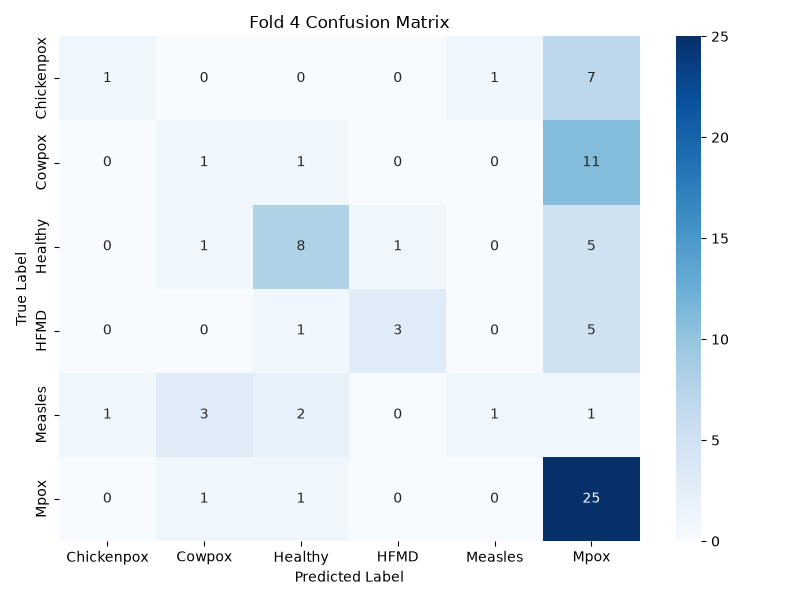 Fold 4 Confusion Matrix
True Label
Chickenpox 1 0 0 0 1 7
Cowpox 0 1 1 0 0 11
Healthy 0 1 8 1 0 5
HFMD 0 0 1 3 0 5
Measles 1 3 2 0 1 1
Mpox 0 1 1 0 0 25
Chickenpox Cowpox Healthy HFMD Measles Mpox
Predicted Label
25
20
15
10
5
0